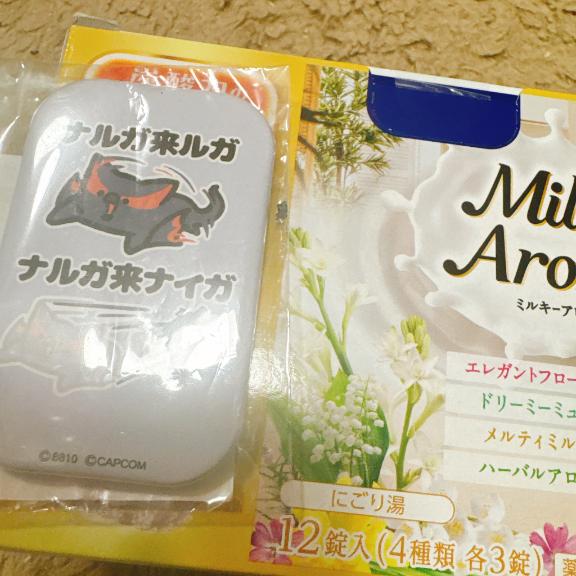 ナルガ来ルガ
ナルガ来ナイガ
©8810 ©CAPCOM
Mil
Aro
ミルキーアロ
エレガントフロー
ドリーミーミュ
メルティミル
ハーバルアロ
にごり湯
12錠入(4種類 各3錠) 薬